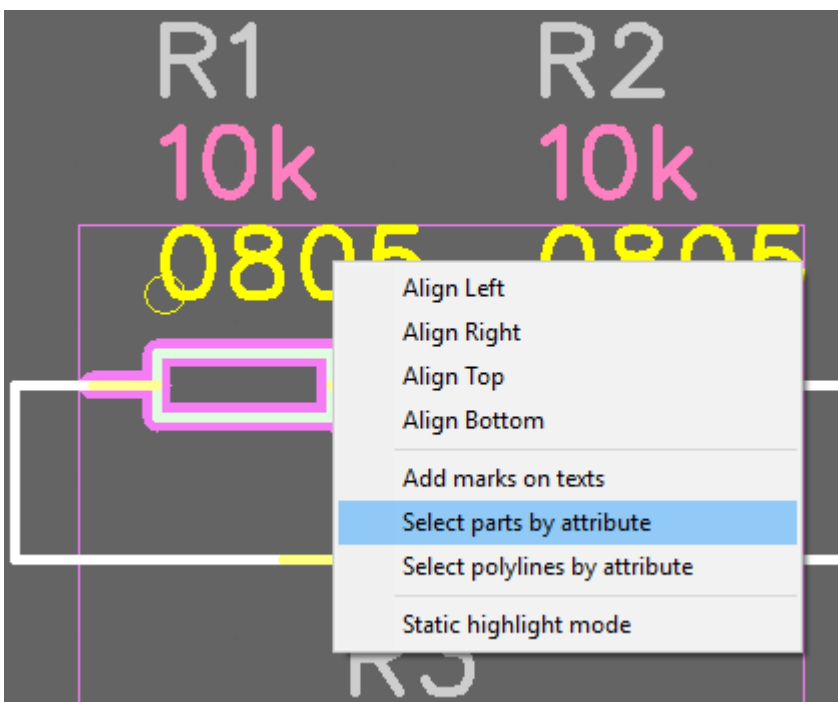 R1 R2
10k 10k
0805 0805
Align Left
Align Right
Align Top
Align Bottom
Add marks on texts
Select parts by attribute
Select polylines by attribute
Static highlight mode
R3